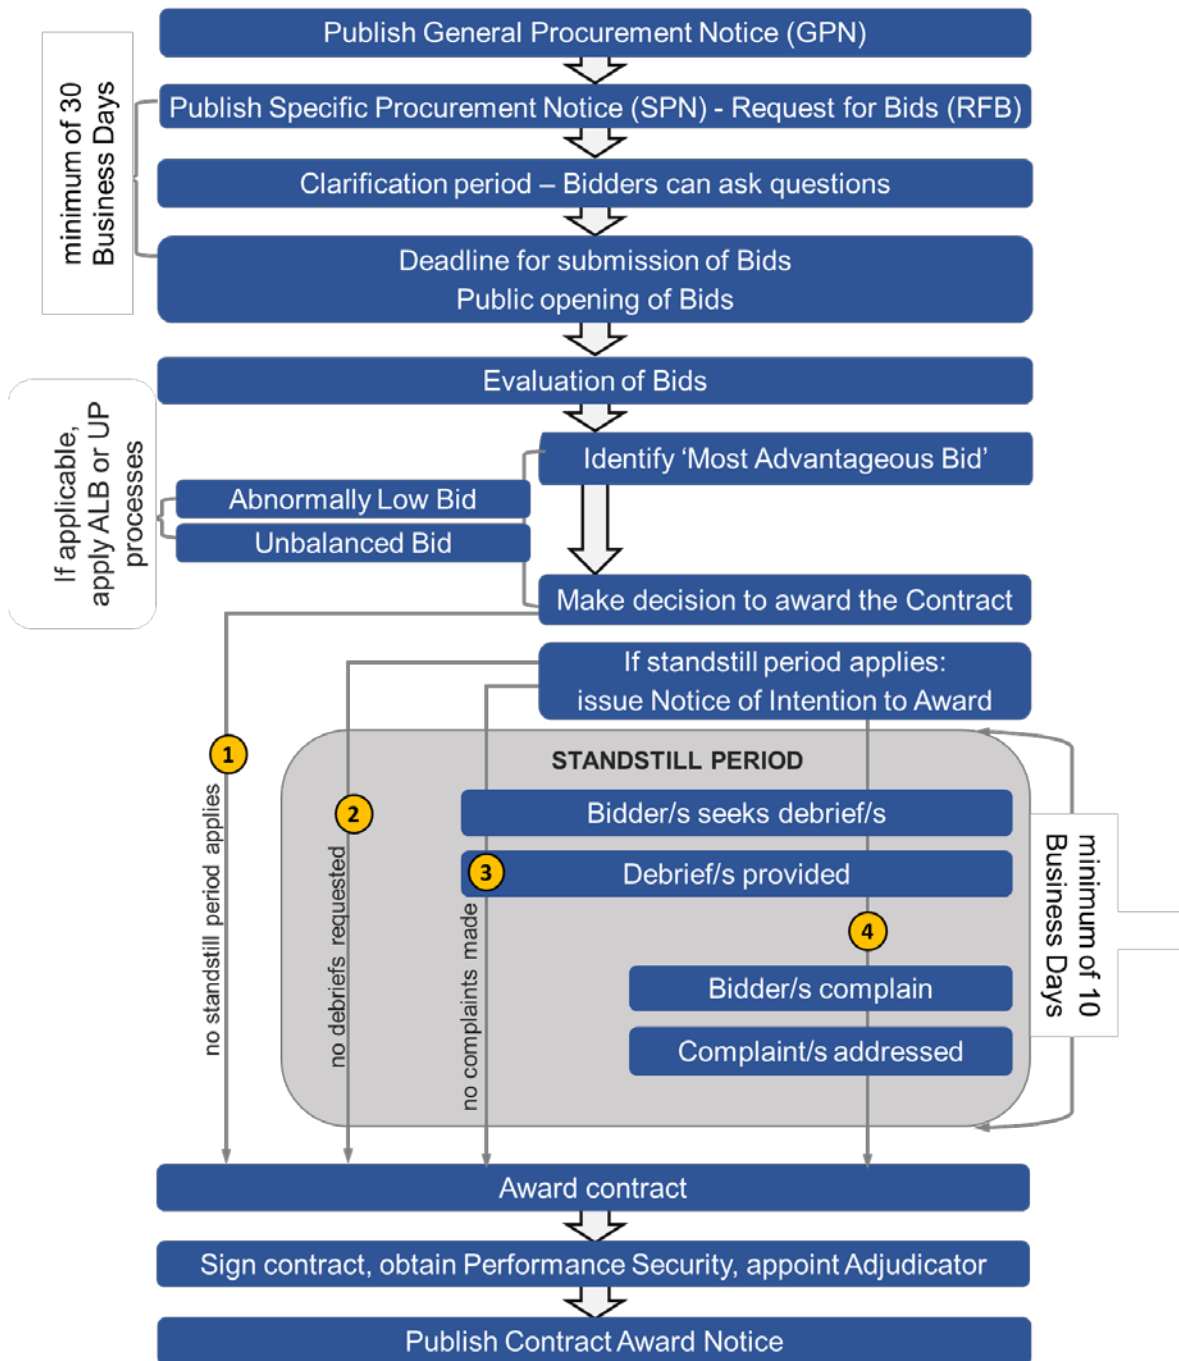 Publish General Procurement Notice (GPN)
minimum of 30
Business Days
Publish Specific Procurement Notice (SPN) - Request for Bids (RFB)
Clarification period – Bidders can ask questions
Deadline for submission of Bids
Public opening of Bids
Evaluation of Bids
If applicable,
apply ALB or UP
processes
Identify ‘Most Advantageous Bid’
Abnormally Low Bid
Unbalanced Bid
Make decision to award the Contract
If standstill period applies:
issue Notice of Intention to Award
1
no standstill period applies
2
no debriefs requested
STANDSTILL PERIOD
Bidder/s seeks debrief/s
3
Debrief/s provided
no complaints made
4
Bidder/s complain
Complaint/s addressed
minimum of 10
Business Days
Award contract
Sign contract, obtain Performance Security, appoint Adjudicator
Publish Contract Award Notice